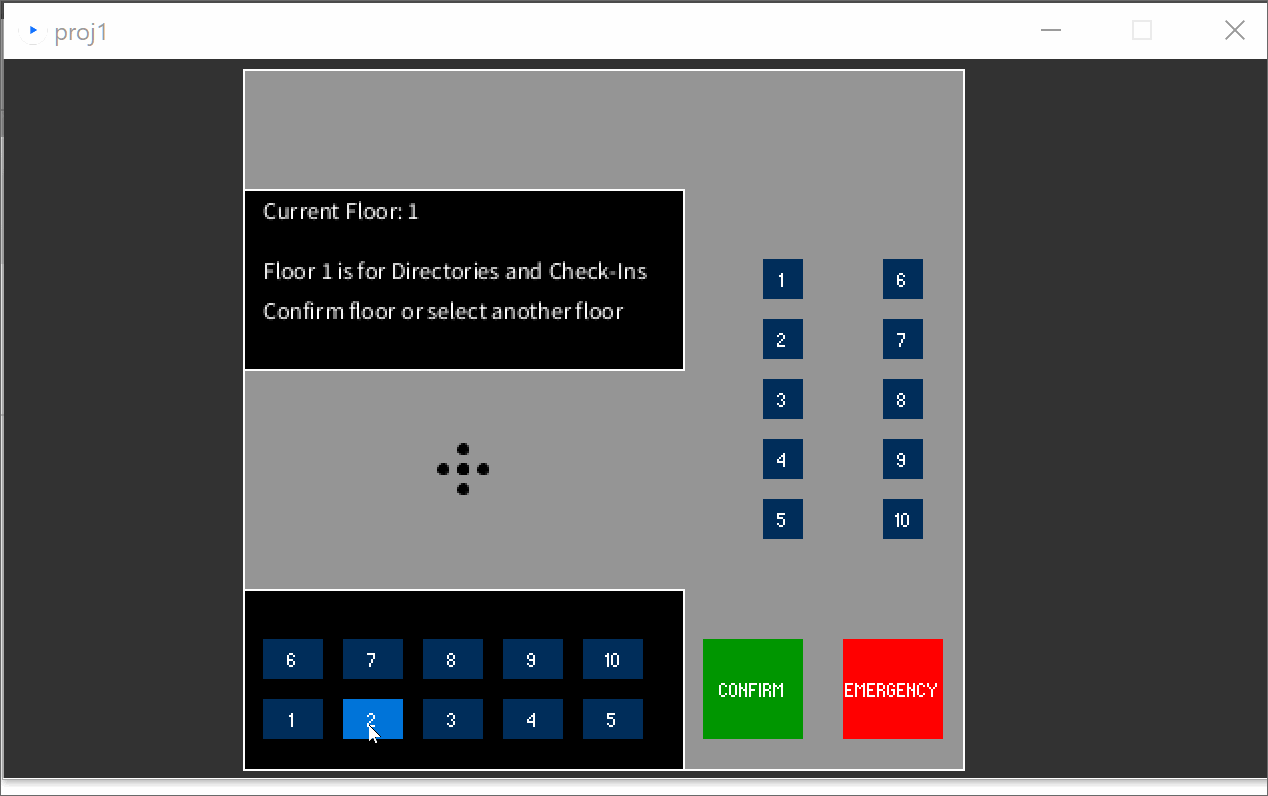 proj1
Current Floor: 1
Floor 1 is for Directories and Check-Ins
Confirm floor or select another floor
1 6
2 7
3 8
4 9
5 10
6 7 8 9 10
1 2 3 4 5
CONFIRM
EMERGENCY